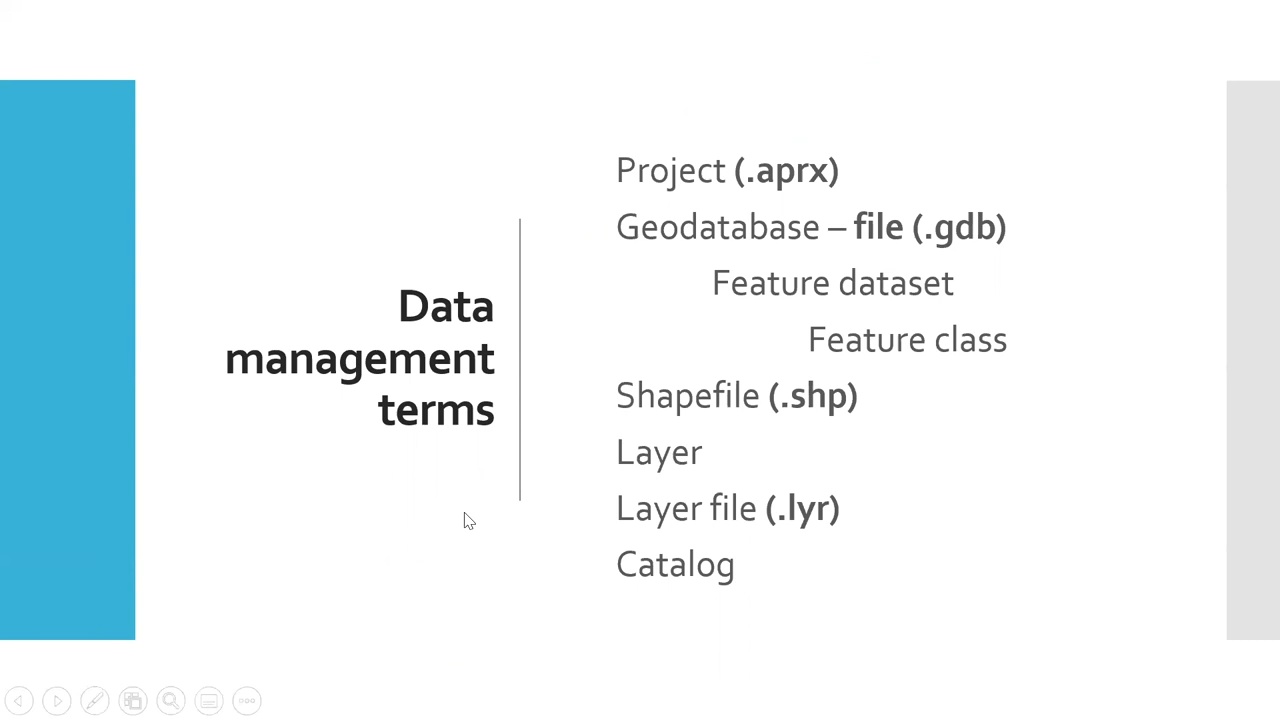 Data
management
terms
Project (.aprx)
Geodatabase – file (.gdb)
Feature dataset
Feature class
Shapefile (.shp)
Layer
Layer file (.lyr)
Catalog